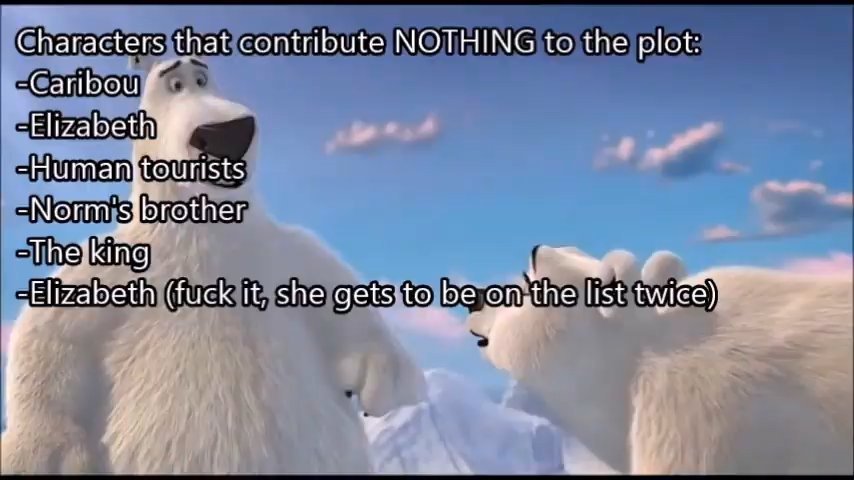 Characters that contribute NOTHING to the plot:
-Caribou
-Elizabeth
-Human tourists
-Norm's brother
-The king
-Elizabeth (fuck it, she gets to be on the list twice)